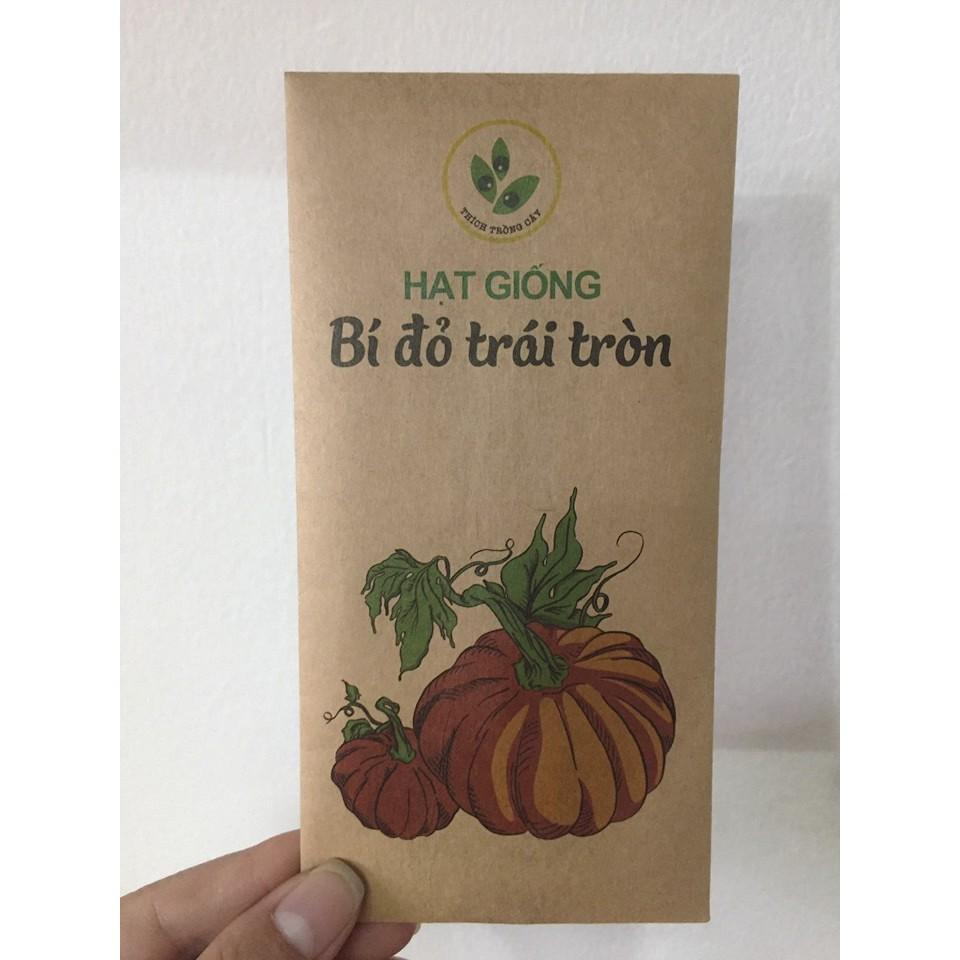 THÍCH TRỒNG CÂY
HẠT GIỐNG
Bí đỏ trái tròn